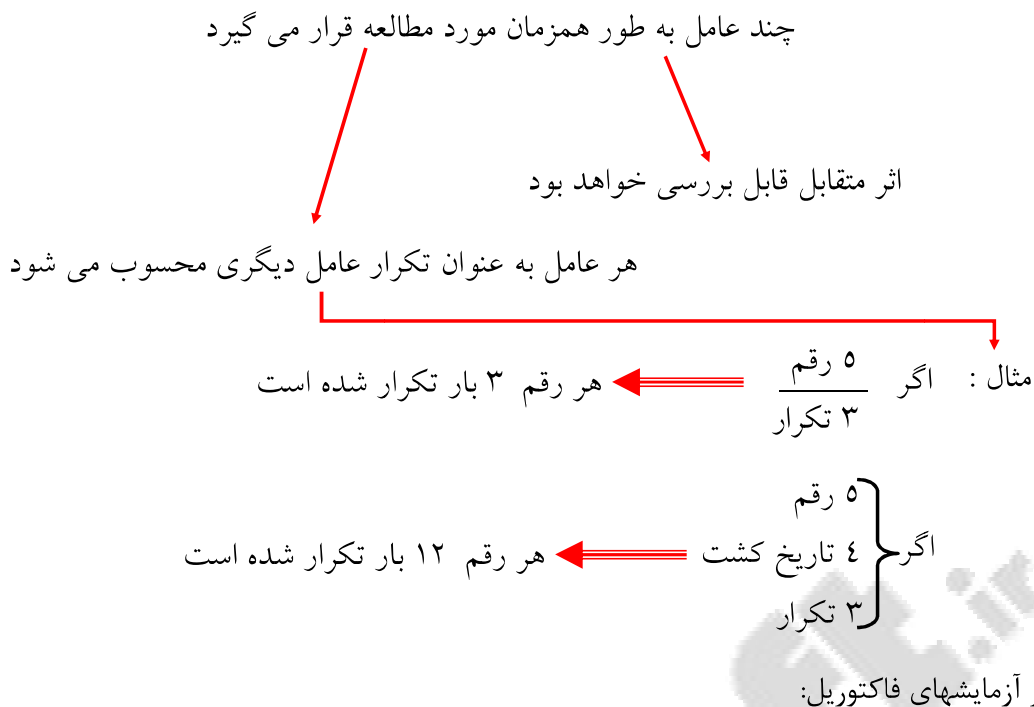 چند عامل به طور همزمان مورد مطالعه قرار می گیرد
اثر متقابل قابل بررسی خواهد بود
هر عامل به عنوان تکرار عامل دیگری محسوب می شود
مثال : اگر ۵ رقم
۳ تکرار
هر رقم ۳ بار تکرار شده است
اگر
۵ رقم
٤ تاریخ کشت
۳ تکرار
هر رقم ۱۲ بار تکرار شده است
آزمایشهای فاکتوریل: